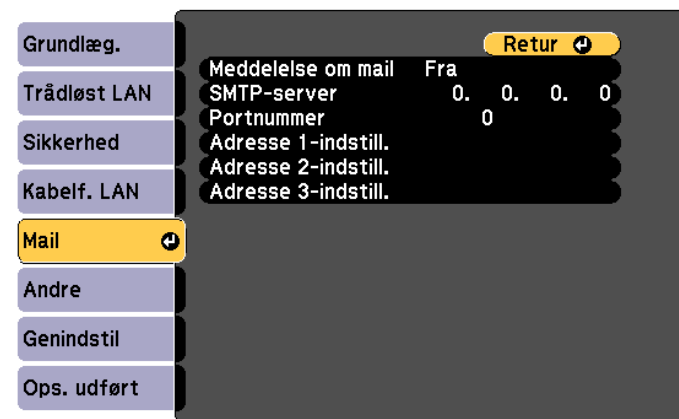 Grundlæg.
Trådløst LAN
Sikkerhed
Kabelf. LAN
Mail
Andre
Genindstil
Ops. udført
Retur
Meddelelse om mail Fra
SMTP-server 0. 0. 0. 0
Portnummer 0
Adresse 1-indstill.
Adresse 2-indstill.
Adresse 3-indstill.